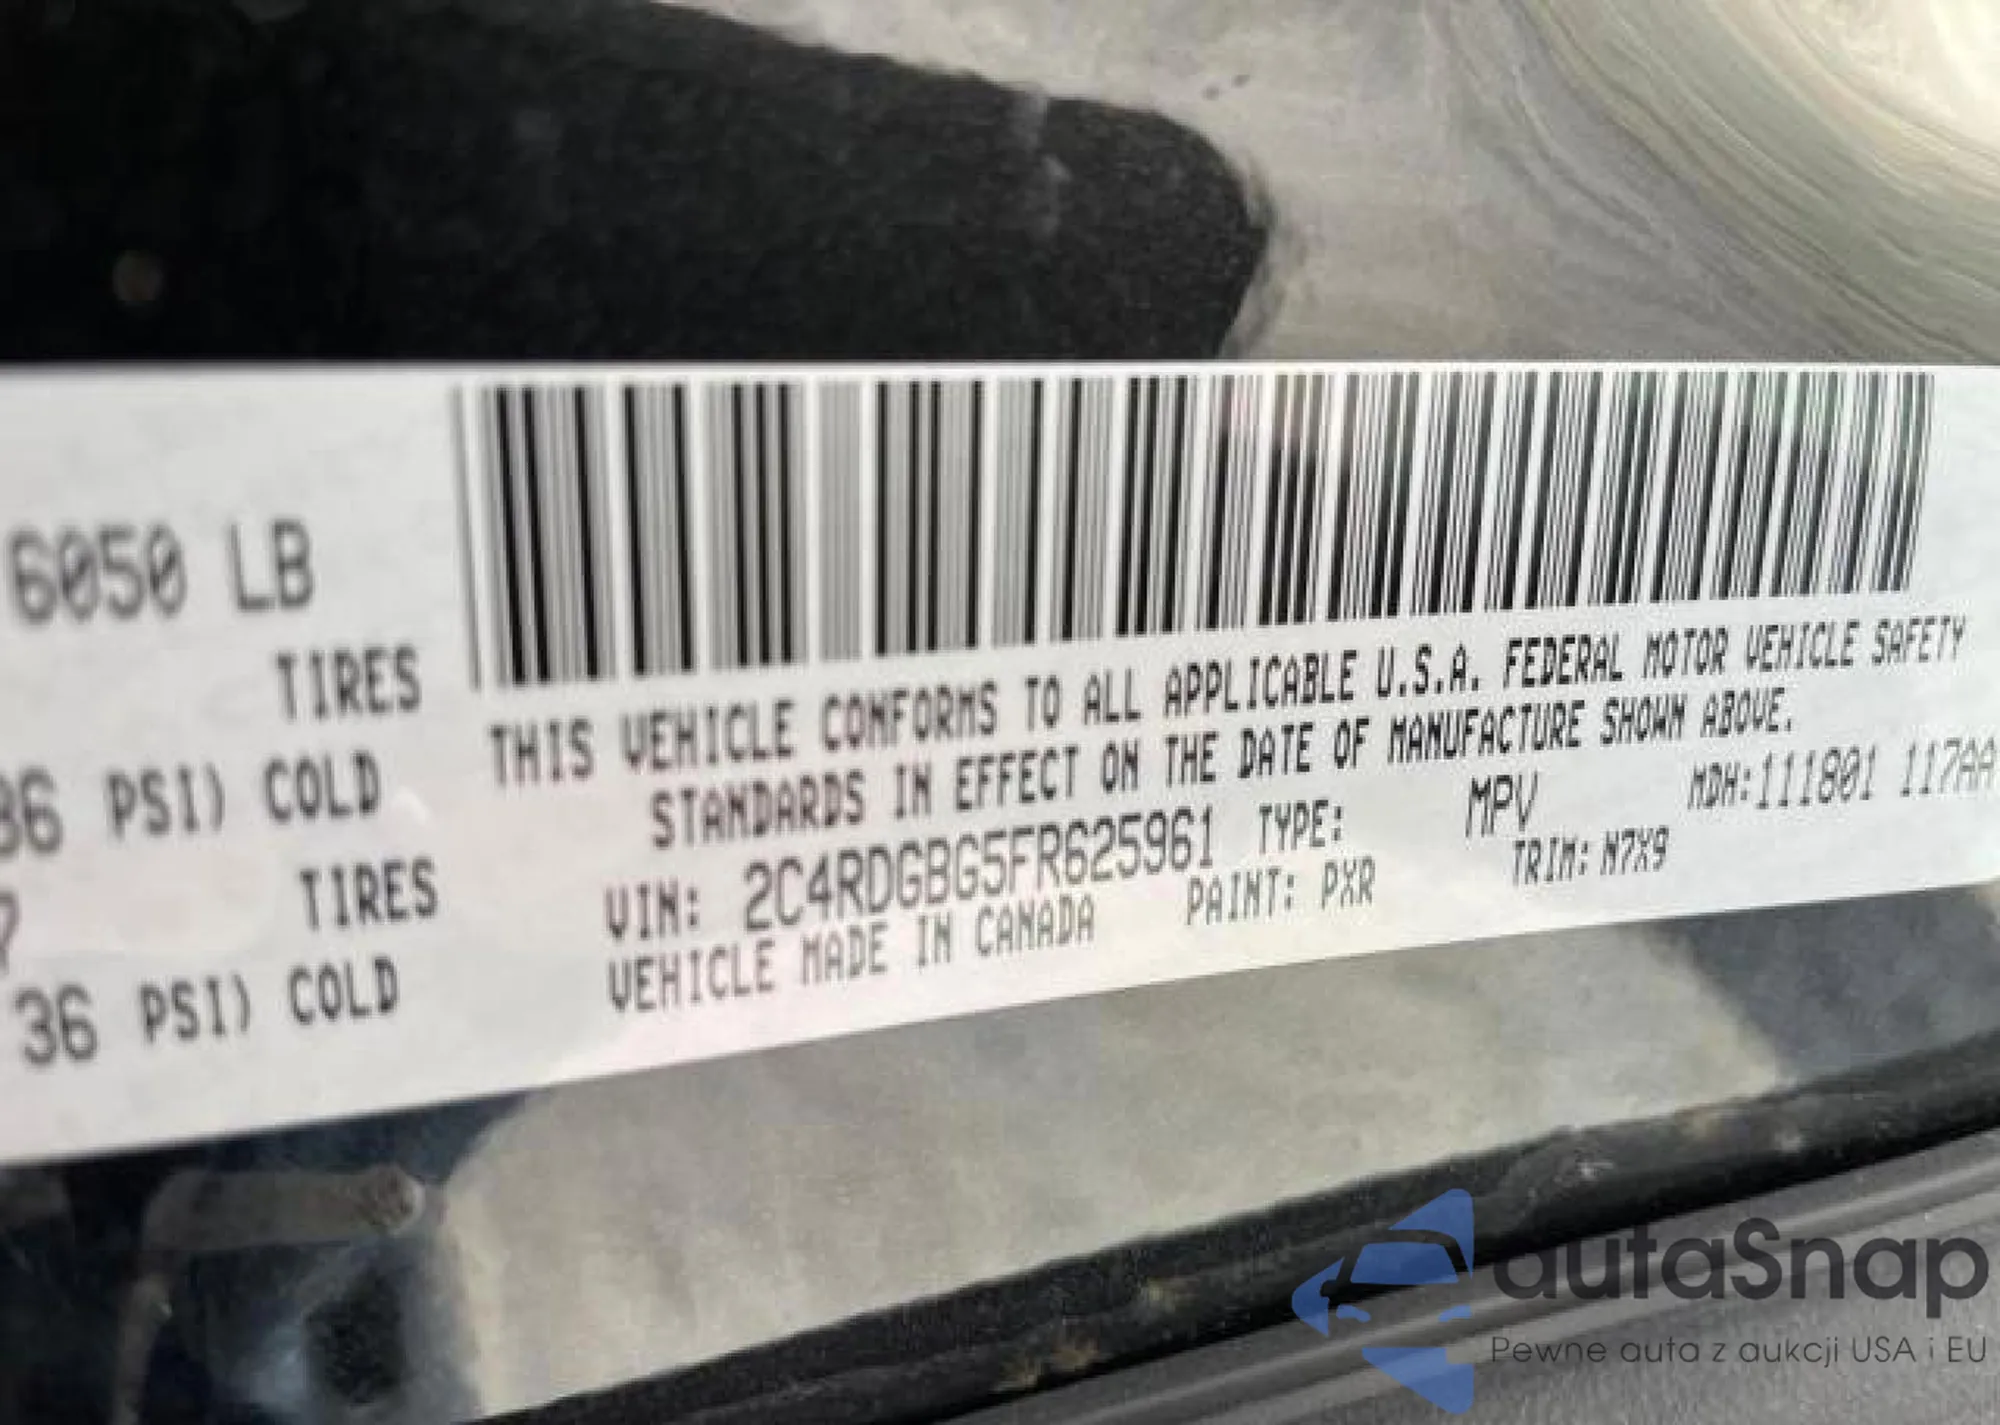 6050 LB
TIRES
36 PSI) COLD
7
TIRES
36 PSI) COLD
THIS VEHICLE CONFORMS TO ALL APPLICABLE U.S.A. FEDERAL MOTOR VEHICLE SAFETY
STANDARDS IN EFFECT ON THE DATE OF MANUFACTURE SHOWN ABOVE.
VIN: 2C4RDGBG5FR625961 TYPE: MPV MDH:111801 117AA
VEHICLE MADE IN CANADA PAINT: PXR TRIM: N7X9
autaSnap
Pewne auta z aukcji USA i EU